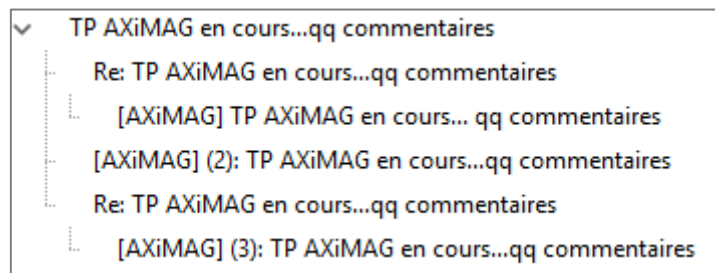 TP AXiMAG en cours...qq commentaires
Re: TP AXiMAG en cours...qq commentaires
[AXiMAG] TP AXiMAG en cours... qq commentaires
[AXiMAG] (2): TP AXiMAG en cours...qq commentaires
Re: TP AXiMAG en cours...qq commentaires
[AXiMAG] (3): TP AXiMAG en cours...qq commentaires